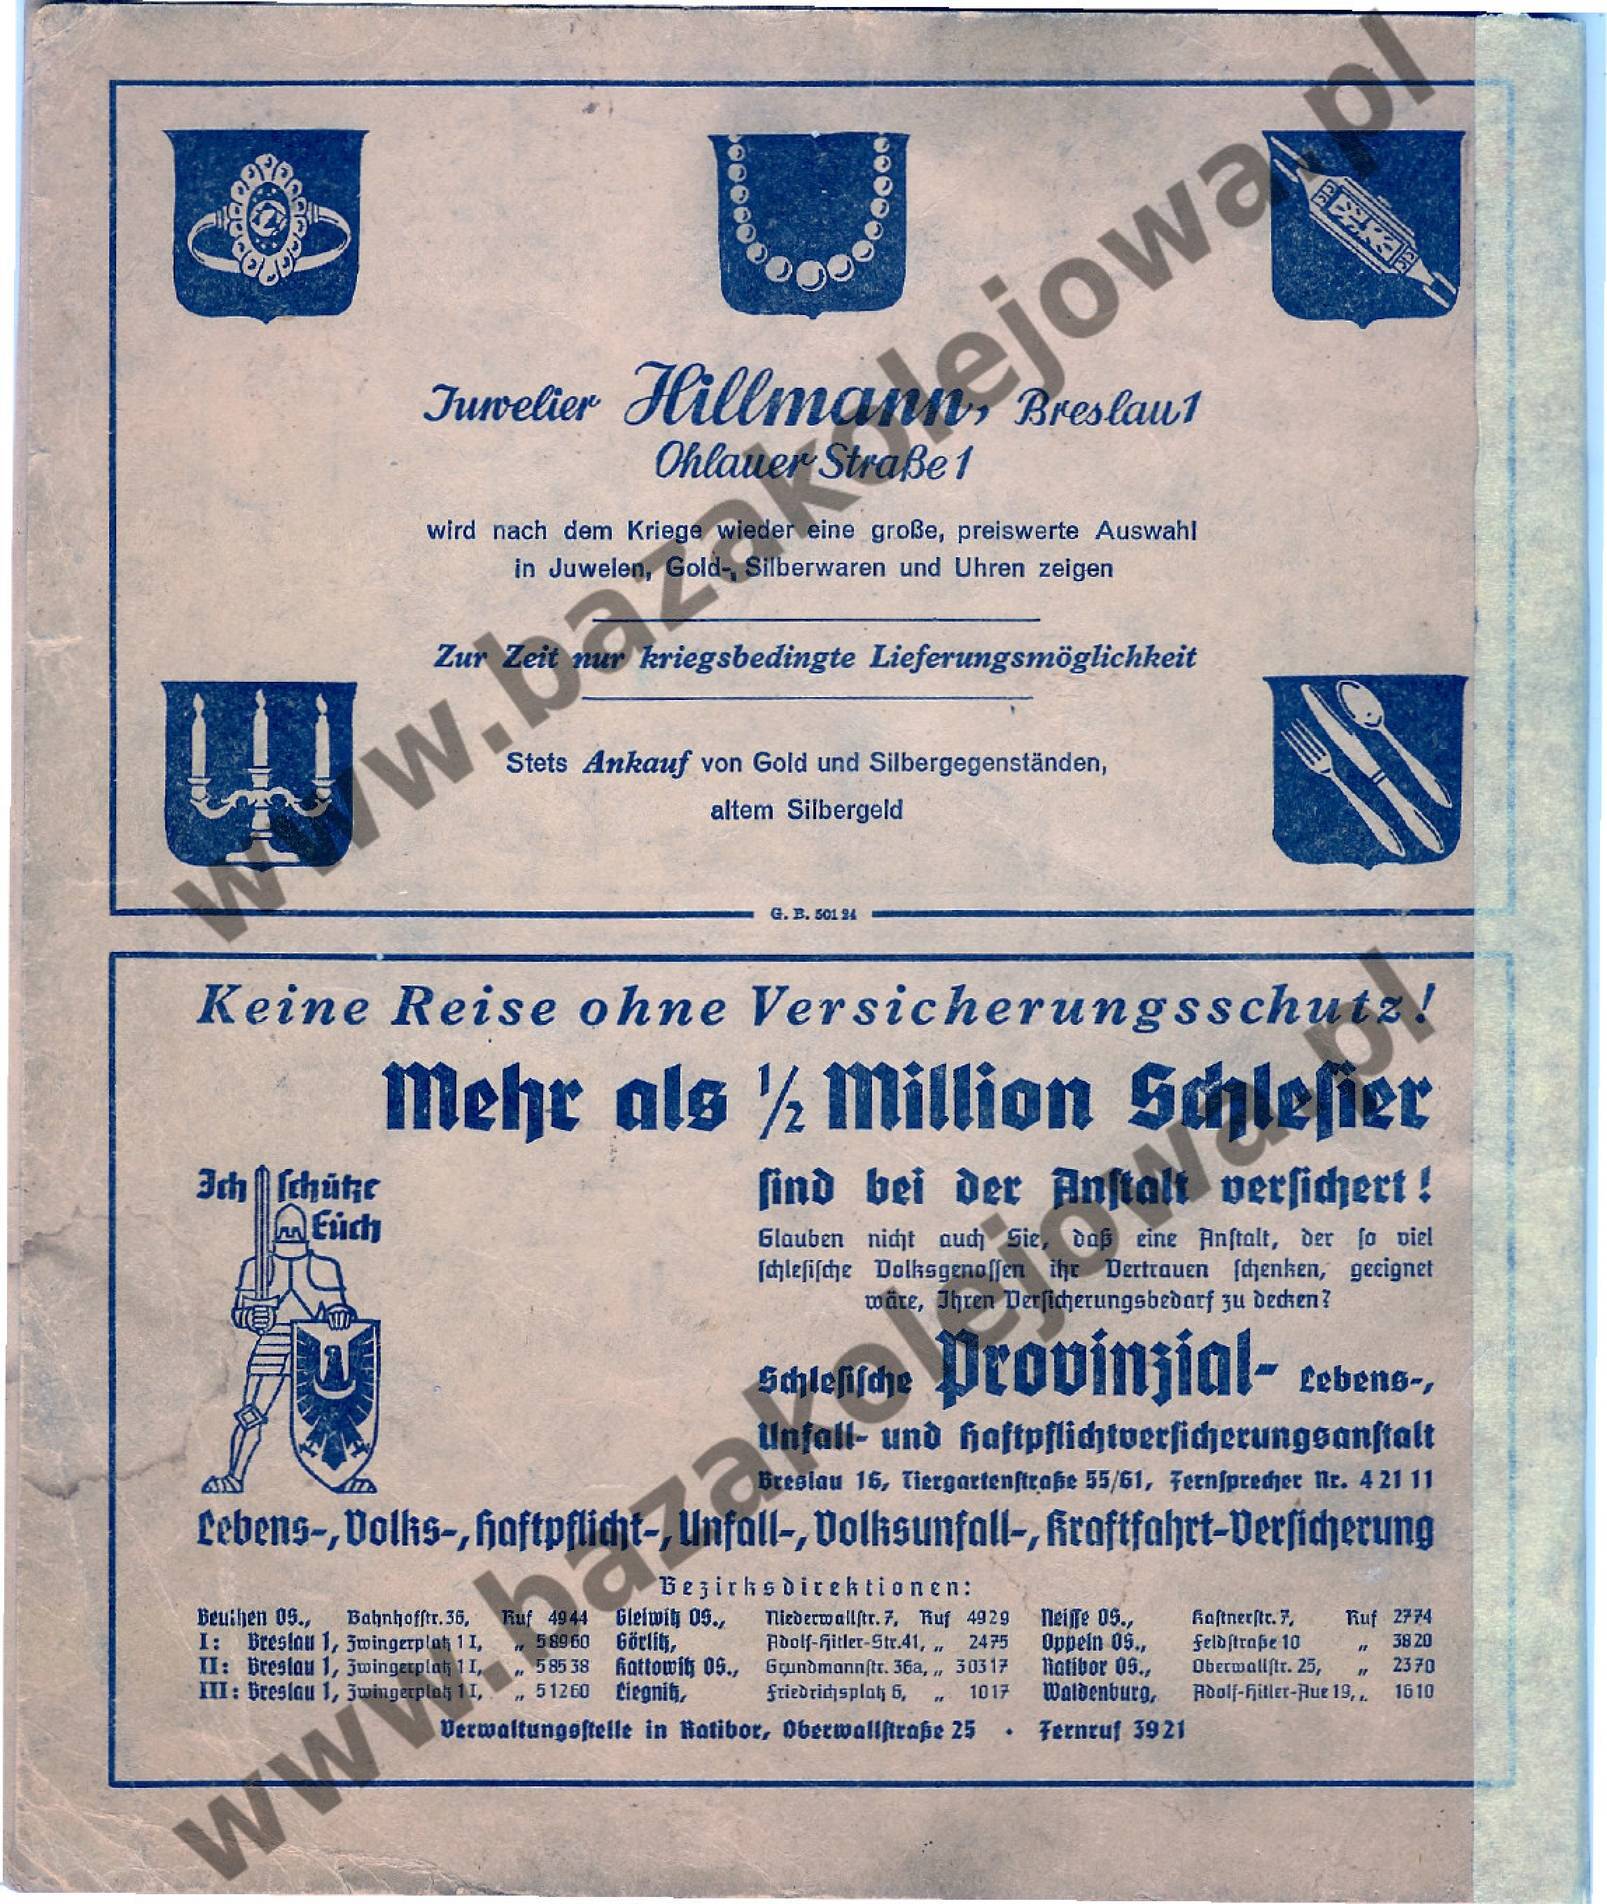 Juwelier Hillmann, Breslau 1
Ohlauer Straße 1
wird nach dem Kriege wieder eine große, preiswerte Auswahl
in Juwelen, Gold-, Silberwaren und Uhren zeigen
Zur Zeit nur kriegsbedingte Lieferungsmöglichkeit
Stets Ankauf von Gold und Silbergegenständen,
altem Silbergeld
G. B. 501 24
Keine Reise ohne Versicherungsschutz!
Mehr als ½ Million Schlesier
Ich schütze
Euch
sind bei der Anstalt versichert!
Glauben nicht auch Sie, daß eine Anstalt, der so viel
schlesische Volksgenossen ihr Vertrauen schenken, geeignet
wäre, Ihren Versicherungsbedarf zu decken?
Schlesische Provinzial- Lebens-,
Unfall- und Haftpflichtversicherungsanstalt
Breslau 16, Tiergartenstraße 55/61, Fernsprecher Nr. 4 21 11
Lebens-, Volks-, Haftpflicht-, Unfall-, Volksunfall-, Kraftfahrt-Versicherung
Bezirksdirektionen:
Beuthen OS., Bahnhofstr. 36, Ruf 4944 Gleiwitz OS., Niederwallstr. 7, Ruf 4929 Neisse OS., Kastnerstr. 7, Ruf 2774
I: Breslau 1, Zwingerplatz 1 I, „ 58960 Görlitz, Adolf-Hitler-Str. 41, „ 2475 Oppeln OS., Feldstraße 10 „ 3820
II: Breslau 1, Zwingerplatz 1 I, „ 58538 Kattowitz OS., Grundmannstr. 36a, „ 30317 Ratibor OS., Oberwallstr. 25, „ 2370
III: Breslau 1, Zwingerplatz 1 I, „ 51260 Liegnitz, Friedrichsplatz 6, „ 1017 Waldenburg, Adolf-Hitler-Aue 19, „ 1610
Verwaltungsstelle in Ratibor, Oberwallstraße 25 · Fernruf 3921
www.bazakolejowa.pl
www.bazakolejowa.pl